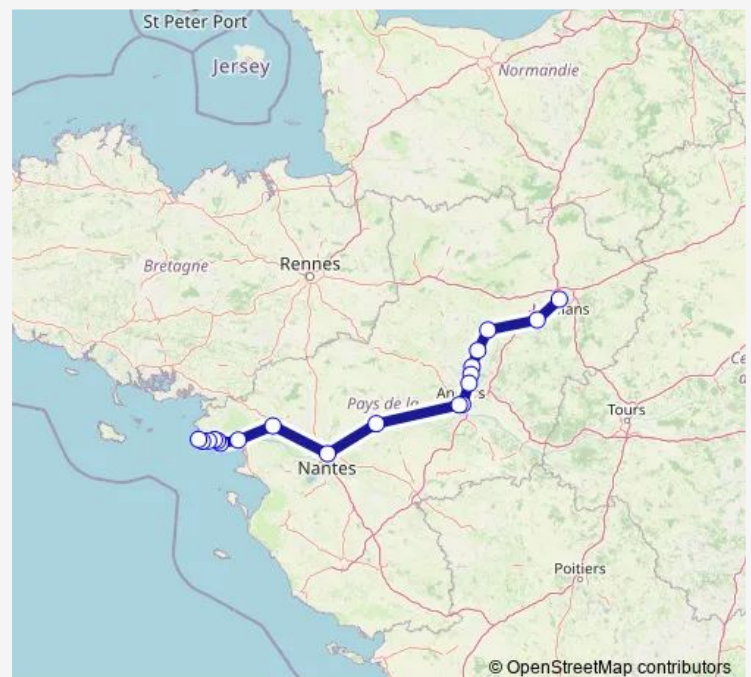 St Peter Port
Jersey
Normandie
Bretagne
Rennes
Pays de la
Tours
Nantes
Poitiers
© OpenStreetMap contributors